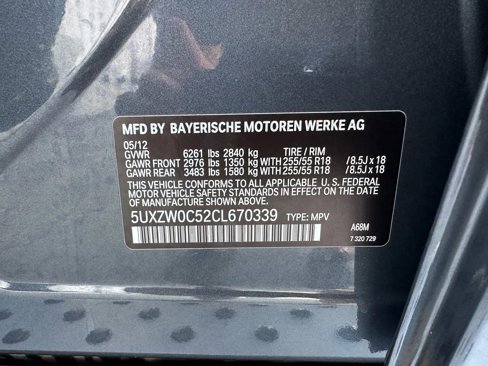 MFD BY BAYERISCHE MOTOREN WERKE AG
05/12
GVWR 6261 lbs 2840 kg TIRE / RIM
GAWR FRONT 2976 lbs 1350 kg WITH 255/55 R18 /8.5J x 18
GAWR REAR 3483 lbs 1580 kg WITH 255/55 R18 /8.5J x 18
THIS VEHICLE CONFORMS TO ALL APPLICABLE U. S. FEDERAL
MOTOR VEHICLE SAFETY STANDARDS IN EFFECT ON THE DATE
OF MANUFACTURE SHOWN ABOVE.
5UXZW0C52CL670339 TYPE: MPV
A68M
7 320 729